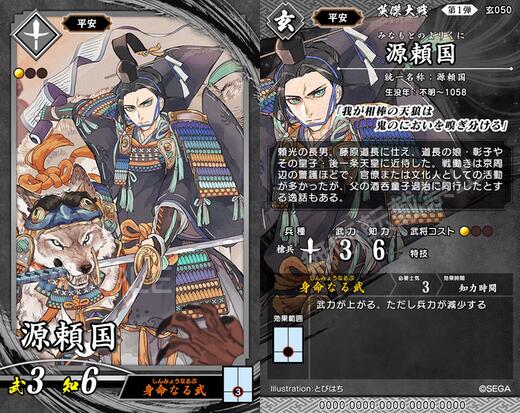 平安
源頼国
武3 知6
しんみょうなるぶ
身命なる武
3
玄
平安
英傑大戦
第1弾
玄050
みなもとのよりくに
源頼国
統一名称：源頼国
生没年：不明～1058
「我が相棒の天狼は
鬼のにおいを嗅ぎ分ける」
頼光の長男。藤原道長に仕え、道長の娘・彰子や
その皇子・後一条天皇に近侍した。戦働きは京周
辺の警護ほどで、官僚または文化人としての活動
が多かったが、父の酒呑童子退治に同行したとす
る逸話もある。
兵種 武力 知力 武将コスト
槍兵 3 6 特技
しんみょうなるぶ 必要士気 効果時間
身命なる武 3 知力時間
武力が上がる。ただし兵力が減少する
効果範囲
Illustration:とびはち
©SEGA
0000-0000-0000-0000-0000